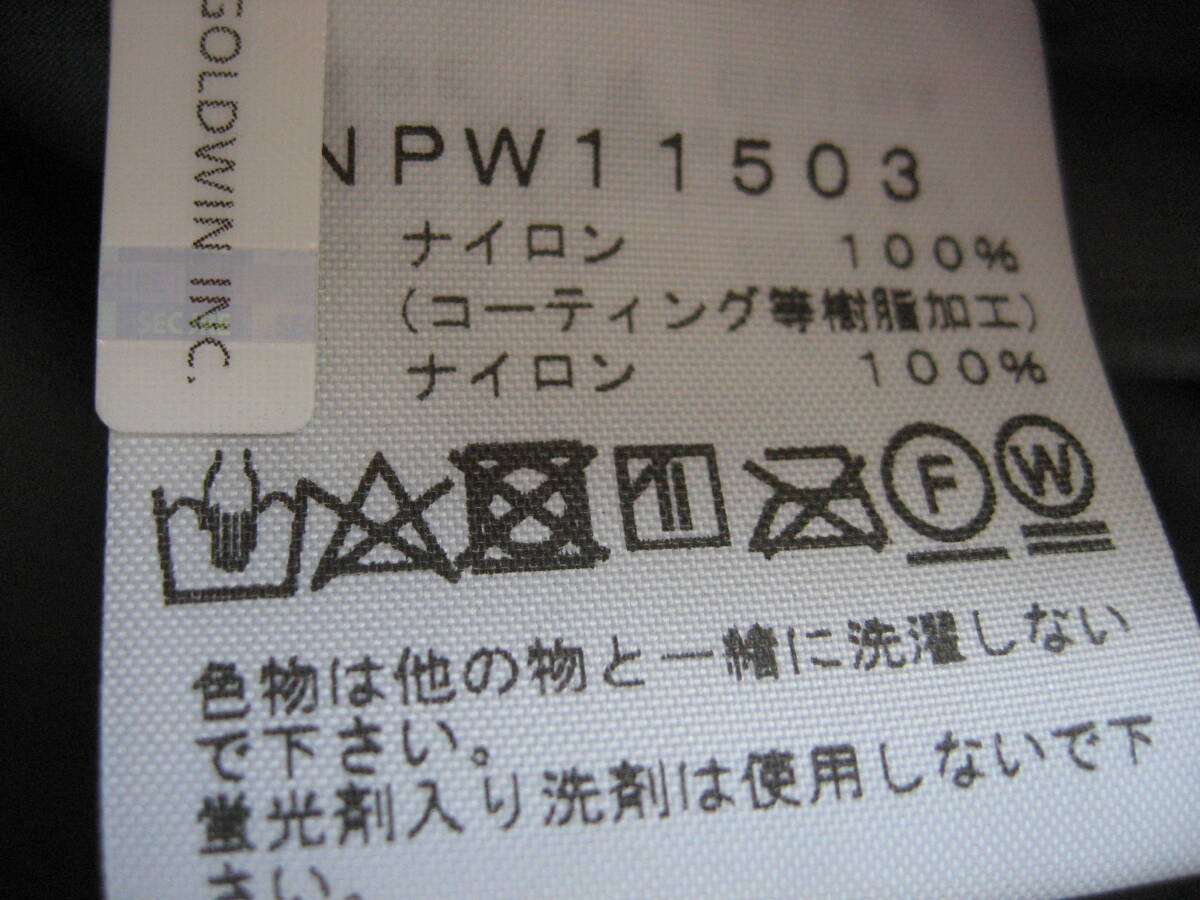 GOLDWIN INC.
SECURE
NPW11503
ナイロン 100%
(コーティング等樹脂加工)
ナイロン 100%
F
W
色物は他の物と一緒に洗濯しない
で下さい。
蛍光剤入り洗剤は使用しないで下
さい。